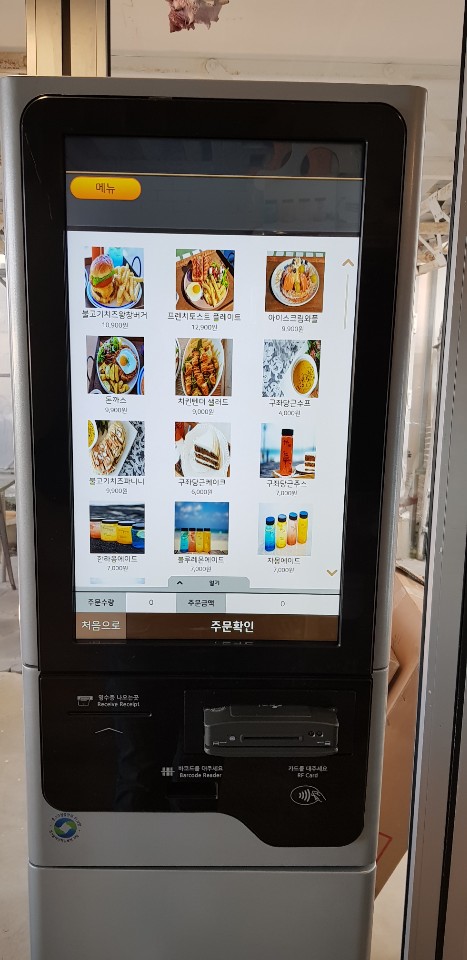 메뉴
불고기치즈왕창버거
10,900원
프렌치토스트 플레이트
12,900원
아이스크림와플
9,900원
돈까스
9,900원
치킨텐더 샐러드
9,000원
구좌당근수프
4,000원
불고기치즈파니니
9,900원
구좌당근케이크
6,000원
구좌당근주스
7,000원
한라봉에이드
7,000원
블루레몬에이드
7,000원
자몽에이드
7,000원
열기
주문수량 0 주문금액 0
처음으로 주문확인
영수증 나오는곳
Receive Receipt
바코드를 대주세요
Barcode Reader
카드를 대주세요
RF Card